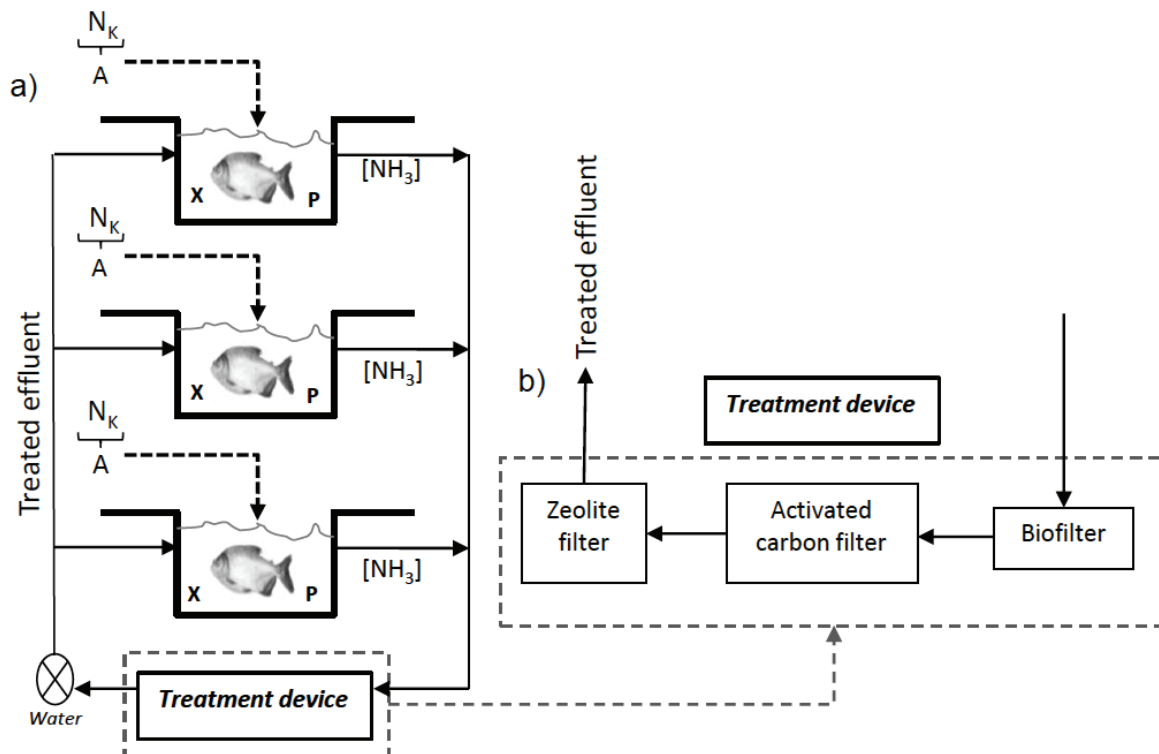 a)
N_K
A
X P
[NH₃]
N_K
A
X P
[NH₃]
N_K
A
X P
[NH₃]
Treated effluent
Water
Treatment device
b)
Treated effluent
Treatment device
Zeolite
filter
Activated
carbon filter
Biofilter